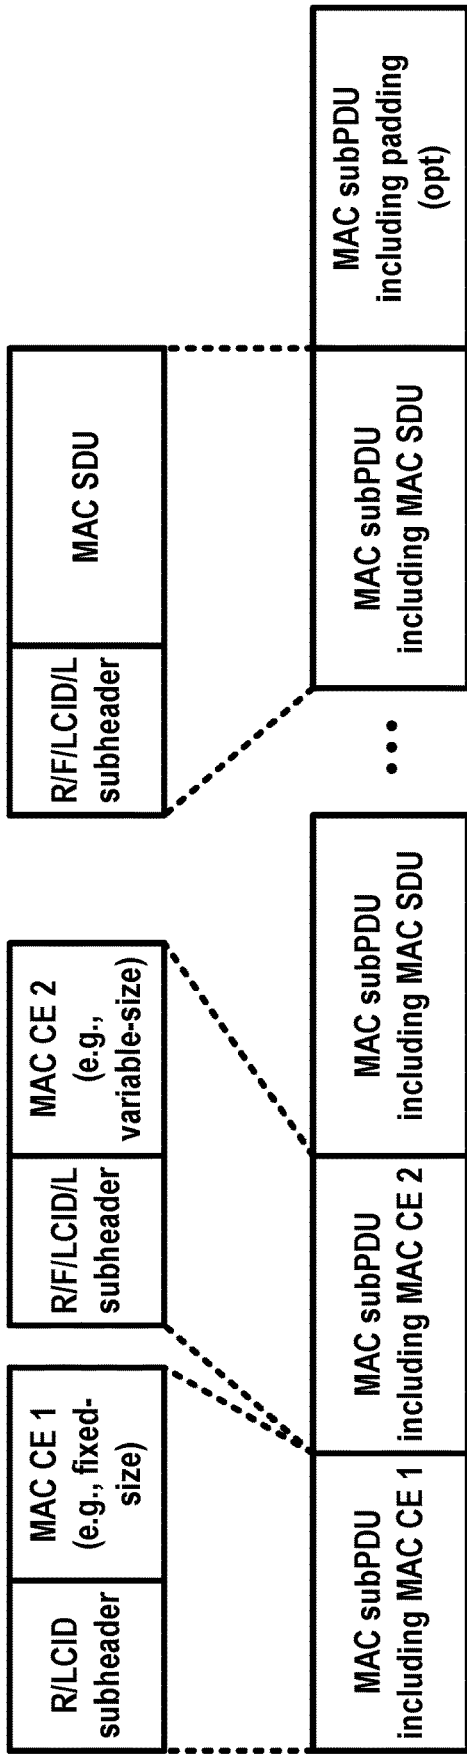 R/LCID
subheader
MAC CE 1
(e.g., fixed-
size)
R/F/LCID/L
subheader
MAC CE 2
(e.g.,
variable-size)
R/F/LCID/L
subheader
MAC SDU
MAC subPDU
including MAC CE 1
MAC subPDU
including MAC CE 2
MAC subPDU
including MAC SDU
...
MAC subPDU
including MAC SDU
MAC subPDU
including padding
(opt)